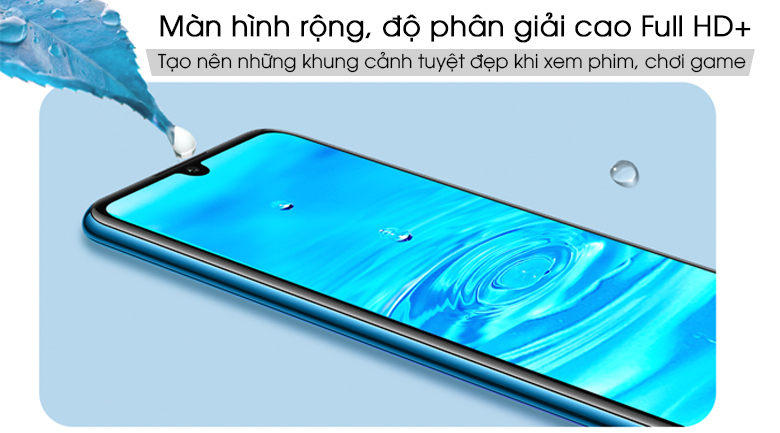 Màn hình rộng, độ phân giải cao Full HD+
Tạo nên những khung cảnh tuyệt đẹp khi xem phim, chơi game